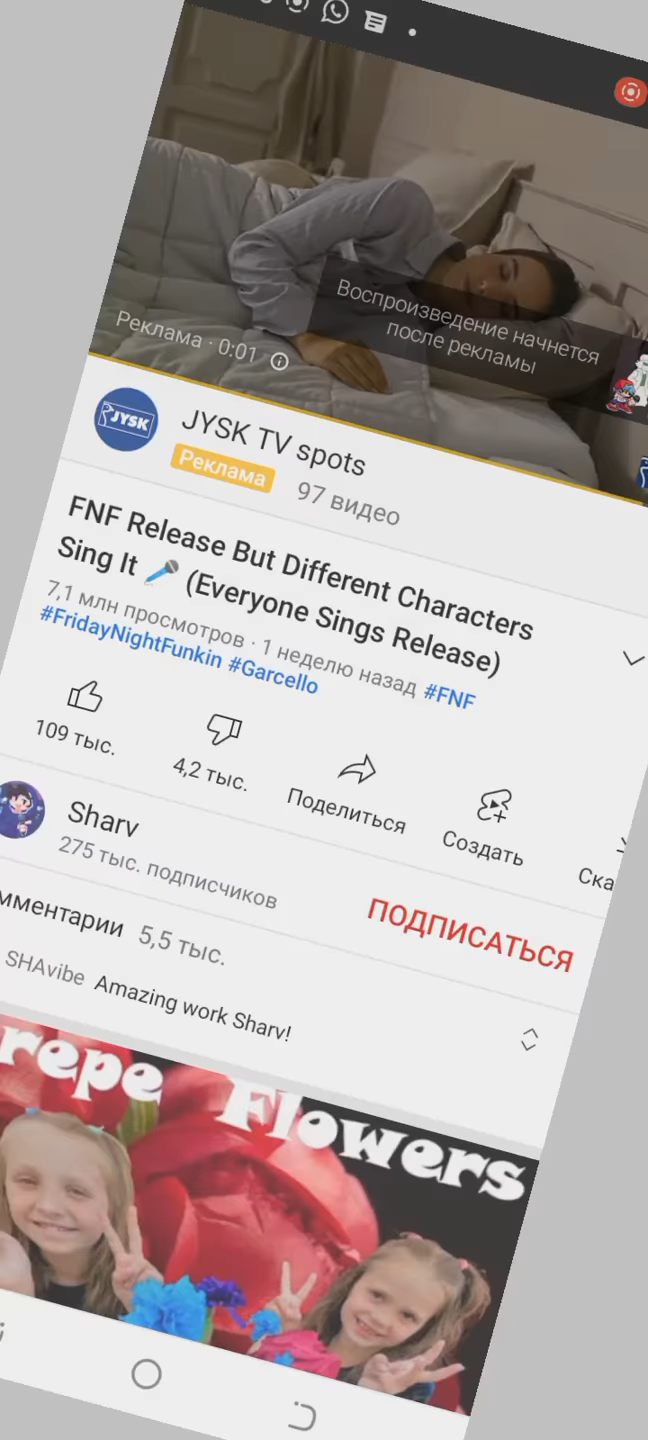 Воспроизведение начнется
после рекламы
Реклама · 0:01
JYSK
JYSK TV spots
Реклама 97 видео
FNF Release But Different Characters
Sing It 🎤 (Everyone Sings Release)
7,1 млн просмотров · 1 неделю назад #FNF
#FridayNightFunkin #Garcello
109 тыс.
4,2 тыс.
Поделиться
Создать
Ска
Sharv
275 тыс. подписчиков
ПОДПИСАТЬСЯ
мментарии 5,5 тыс.
SHAvibe Amazing work Sharv!
repe Flowers